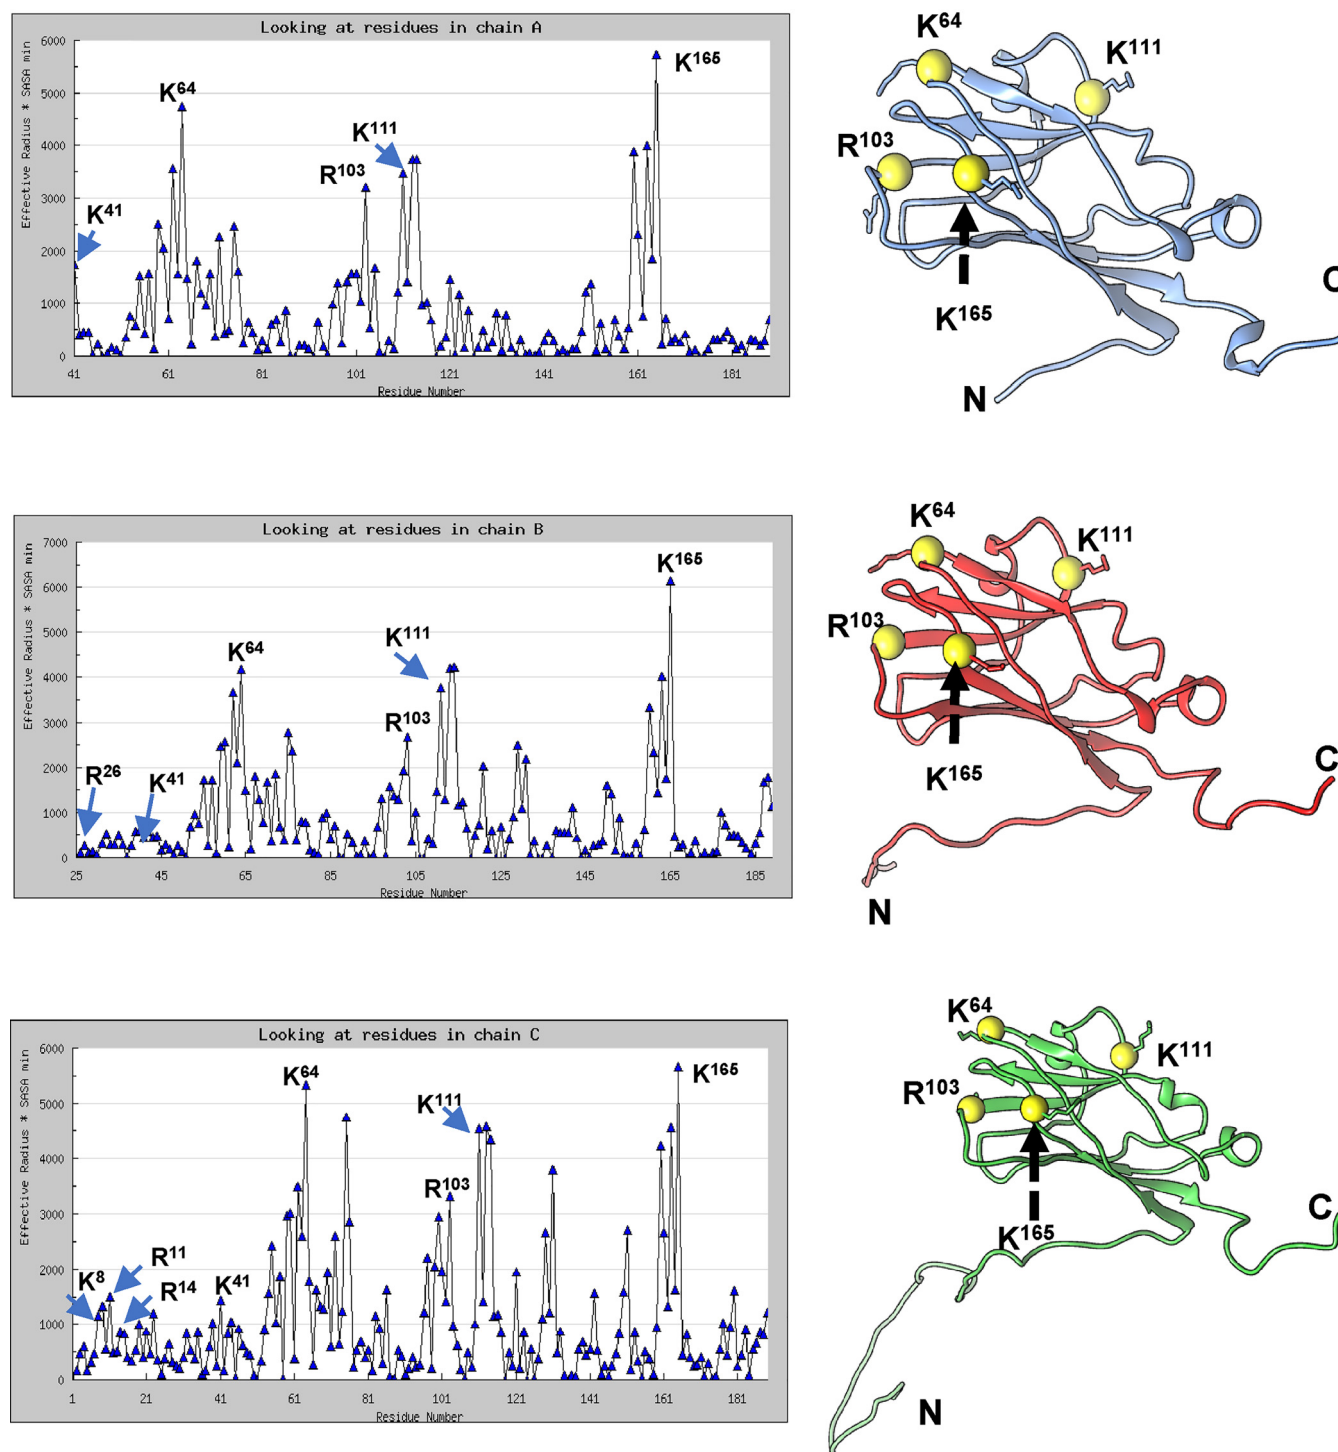 Looking at residues in chain A
Effective Radius * SASA min
6000
5000
4000
3000
2000
1000
0
41 61 81 101 121 141 161 181
Residue Number
K41
K64
R103
K111
K165
K64
K111
R103
K165
N
C
Looking at residues in chain B
Effective Radius * SASA min
7000
6000
5000
4000
3000
2000
1000
0
25 45 65 85 105 125 145 165 185
Residue Number
R26
K41
K64
R103
K111
K165
K64
K111
R103
K165
N
C
Looking at residues in chain C
Effective Radius * SASA min
6000
5000
4000
3000
2000
1000
0
1 21 41 61 81 101 121 141 161 181
Residue Number
K8
R11
R14
K41
K64
R103
K111
K165
K64
K111
R103
K165
N
C